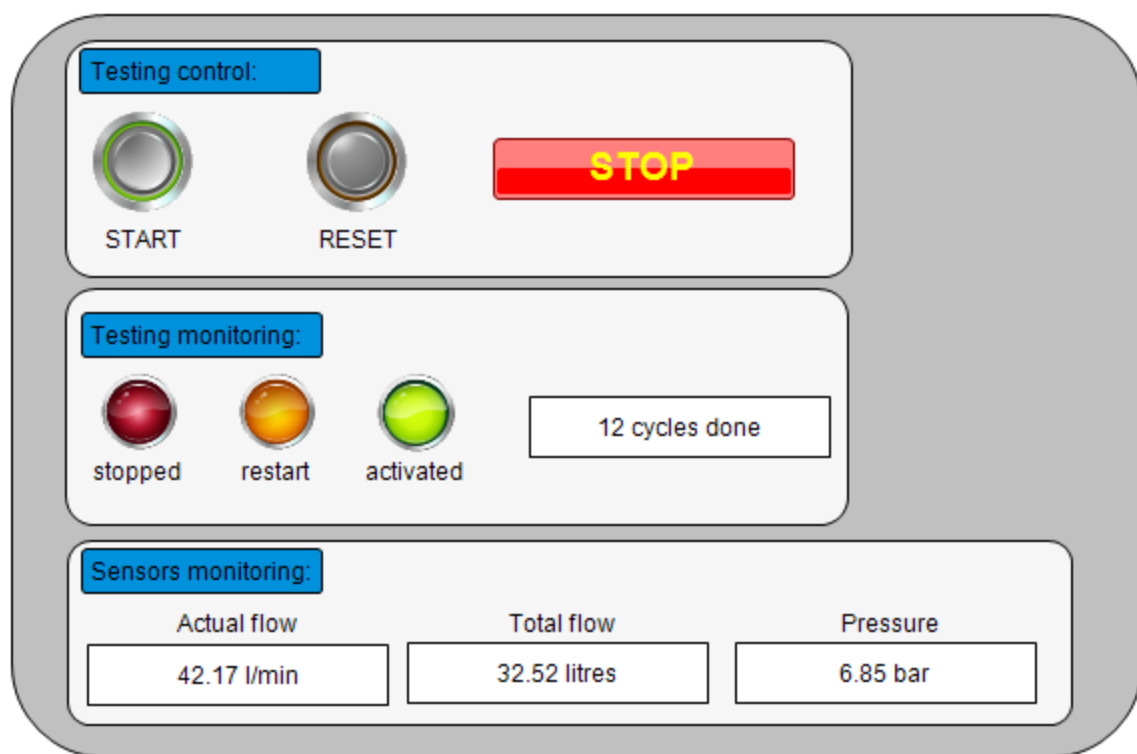 Testing control:
START
RESET
STOP
Testing monitoring:
stopped
restart
activated
12 cycles done
Sensors monitoring:
Actual flow
Total flow
Pressure
42.17 l/min
32.52 litres
6.85 bar